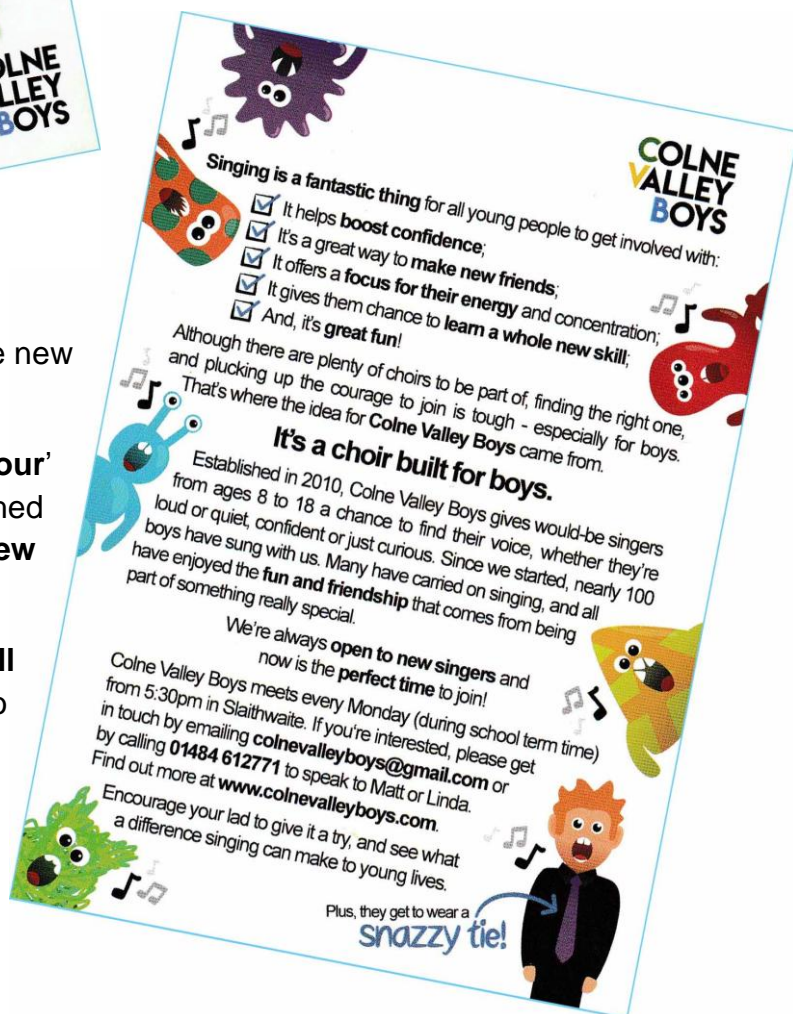 OLNE
LLEY
BOYS
e new
our'
ned
ew
ll
o
COLNE
VALLEY
BOYS
Singing is a fantastic thing for all young people to get involved with:
It helps boost confidence;
It's a great way to make new friends;
It offers a focus for their energy and concentration;
It gives them chance to learn a whole new skill;
And, it's great fun!
Although there are plenty of choirs to be part of, finding the right one,
and plucking up the courage to join is tough - especially for boys.
That's where the idea for Colne Valley Boys came from.
It's a choir built for boys.
Established in 2010, Colne Valley Boys gives would-be singers
from ages 8 to 18 a chance to find their voice, whether they're
loud or quiet, confident or just curious. Since we started, nearly 100
boys have sung with us. Many have carried on singing, and all
have enjoyed the fun and friendship that comes from being
part of something really special.
We're always open to new singers and
now is the perfect time to join!
Colne Valley Boys meets every Monday (during school term time)
from 5:30pm in Slaithwaite. If you're interested, please get
in touch by emailing colnevalleyboys@gmail.com or
by calling 01484 612771 to speak to Matt or Linda.
Find out more at www.colnevalleyboys.com.
Encourage your lad to give it a try, and see what
a difference singing can make to young lives.
Plus, they get to wear a
snazzy tie!